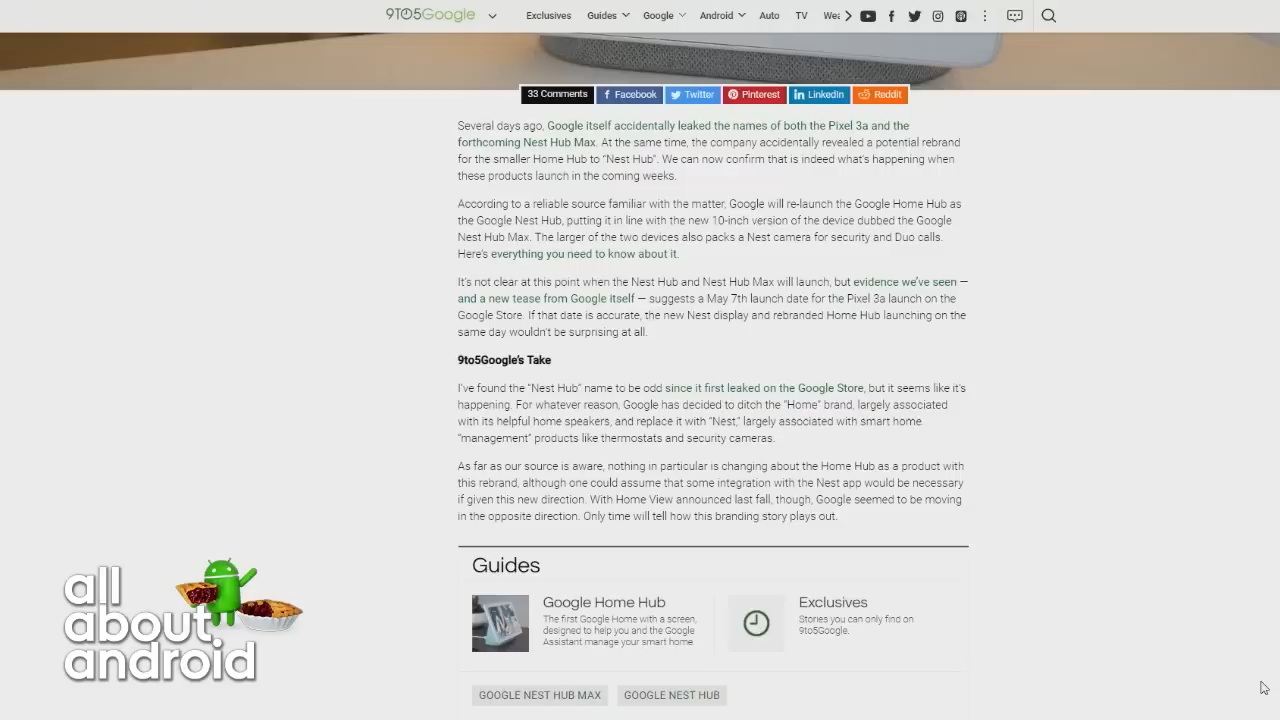 9TO5Google
Exclusives Guides Google Android Auto TV Wea
33 Comments Facebook Twitter Pinterest LinkedIn Reddit
Several days ago, Google itself accidentally leaked the names of both the Pixel 3a and the
forthcoming Nest Hub Max. At the same time, the company accidentally revealed a potential rebrand
for the smaller Home Hub to “Nest Hub”. We can now confirm that is indeed what’s happening when
these products launch in the coming weeks.
According to a reliable source familiar with the matter, Google will re-launch the Google Home Hub as
the Google Nest Hub, putting it in line with the new 10-inch version of the device dubbed the Google
Nest Hub Max. The larger of the two devices also packs a Nest camera for security and Duo calls.
Here’s everything you need to know about it.
It’s not clear at this point when the Nest Hub and Nest Hub Max will launch, but evidence we’ve seen —
and a new tease from Google itself — suggests a May 7th launch date for the Pixel 3a launch on the
Google Store. If that date is accurate, the new Nest display and rebranded Home Hub launching on the
same day wouldn’t be surprising at all.
9to5Google’s Take
I’ve found the “Nest Hub” name to be odd since it first leaked on the Google Store, but it seems like it’s
happening. For whatever reason, Google has decided to ditch the “Home” brand, largely associated
with its helpful home speakers, and replace it with “Nest,” largely associated with smart home
“management” products like thermostats and security cameras.
As far as our source is aware, nothing in particular is changing about the Home Hub as a product with
this rebrand, although one could assume that some integration with the Nest app would be necessary
if given this new direction. With Home View announced last fall, though, Google seemed to be moving
in the opposite direction. Only time will tell how this branding story plays out.
Guides
Google Home Hub
The first Google Home with a screen,
designed to help you and the Google
Assistant manage your smart home
Exclusives
Stories you can only find on
9to5Google.
GOOGLE NEST HUB MAX GOOGLE NEST HUB
all
about
android